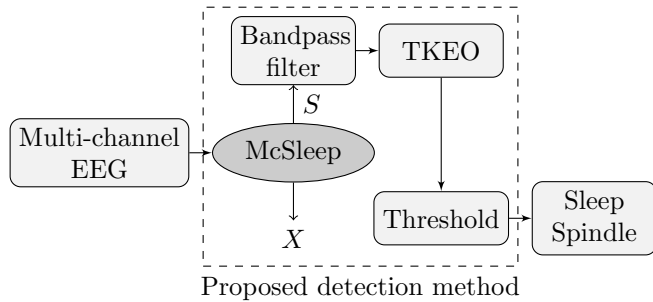 Bandpass
filter
TKEO
S
Multi-channel
EEG
McSleep
Threshold
Sleep
Spindle
X
Proposed detection method